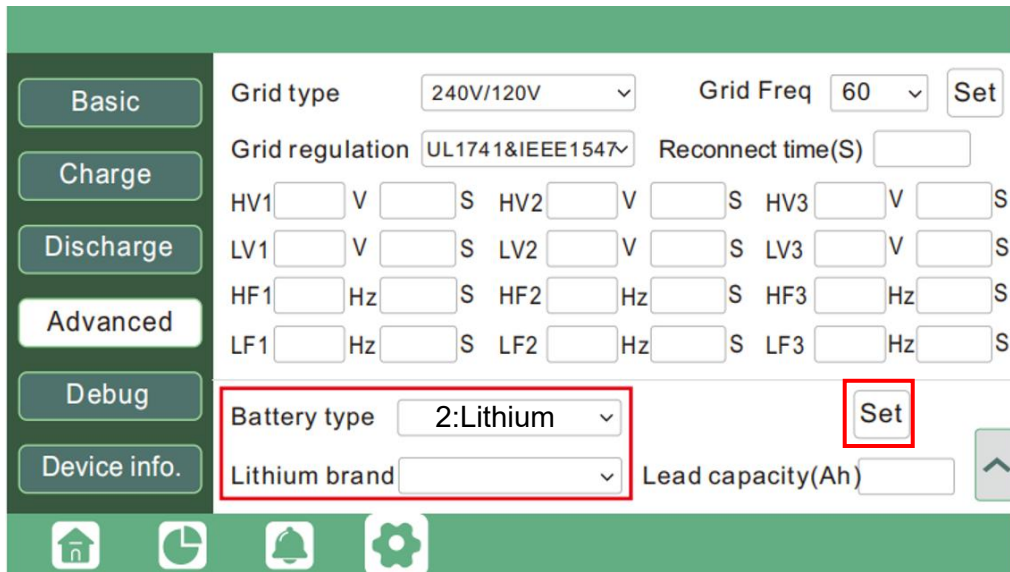 Basic
Charge
Discharge
Advanced
Debug
Device info.
Grid type 240V/120V Grid Freq 60 Set
Grid regulation UL1741&IEEE1547 Reconnect time(S)
HV1 V S HV2 V S HV3 V S
LV1 V S LV2 V S LV3 V S
HF1 Hz S HF2 Hz S HF3 Hz S
LF1 Hz S LF2 Hz S LF3 Hz S
Battery type 2:Lithium Set
Lithium brand Lead capacity(Ah)